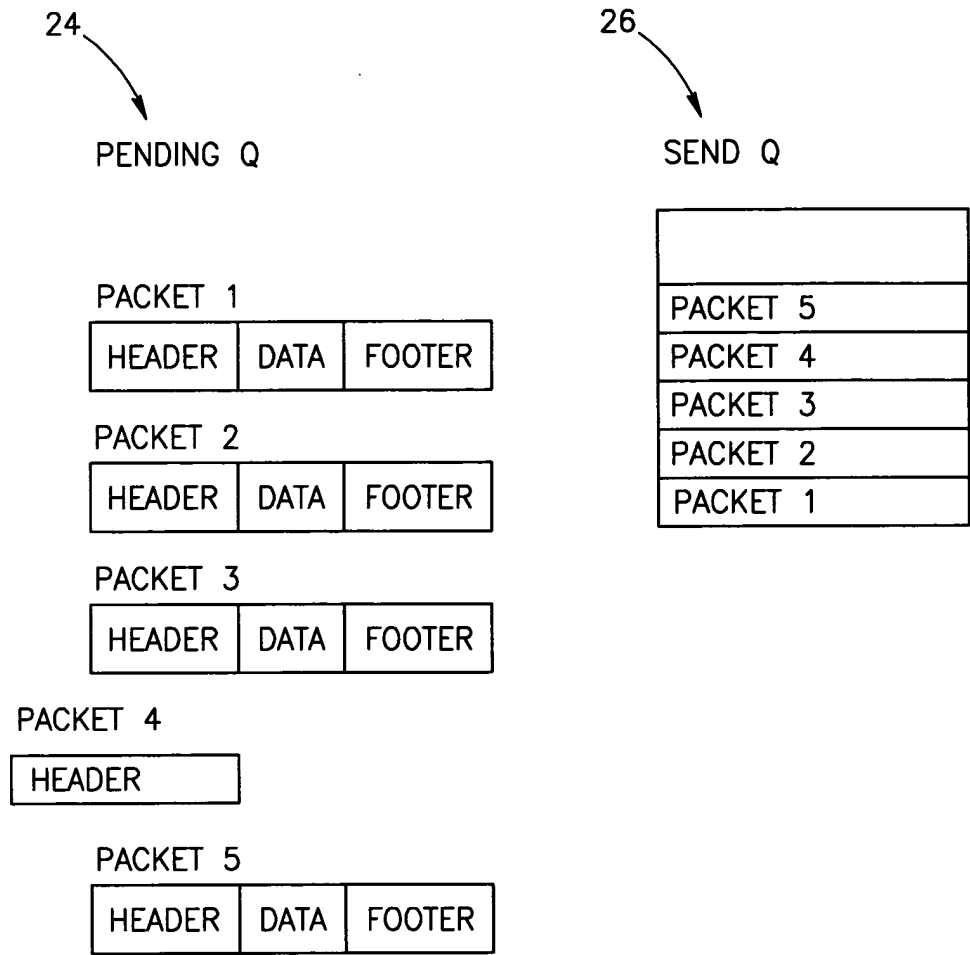 24
PENDING Q
PACKET 1
HEADER DATA FOOTER
PACKET 2
HEADER DATA FOOTER
PACKET 3
HEADER DATA FOOTER
PACKET 4
HEADER
PACKET 5
HEADER DATA FOOTER
26
SEND Q
PACKET 5
PACKET 4
PACKET 3
PACKET 2
PACKET 1